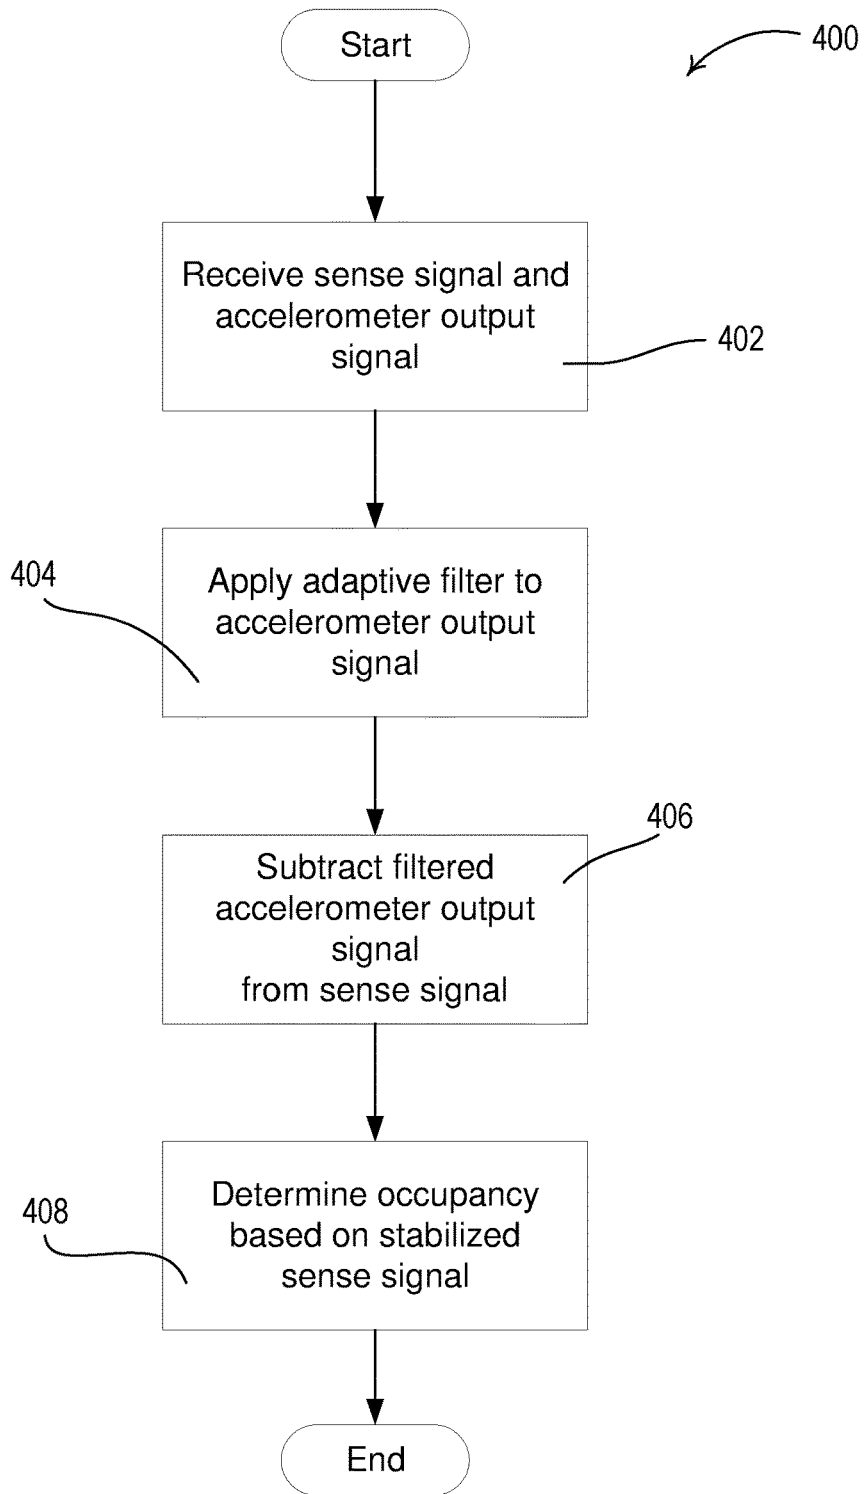 Start
400
Receive sense signal and
accelerometer output
signal
402
404
Apply adaptive filter to
accelerometer output
signal
406
Subtract filtered
accelerometer output
signal
from sense signal
408
Determine occupancy
based on stabilized
sense signal
End